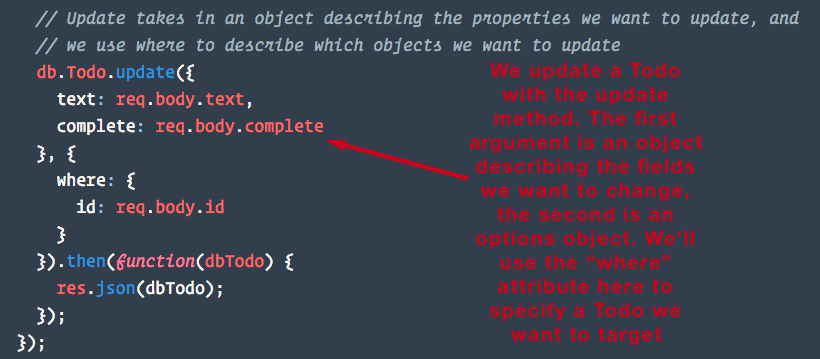 // Update takes in an object describing the properties we want to update, and
// we use where to describe which objects we want to update
db.Todo.update({
text: req.body.text,
complete: req.body.complete
}, {
where: {
id: req.body.id
}
}).then(function(dbTodo) {
res.json(dbTodo);
});
});
We update a Todo
with the update
method. The first
argument is an object
describing the fields
we want to change,
the second is an
options object. We'll
use the "where"
attribute here to
specify a Todo we
want to target